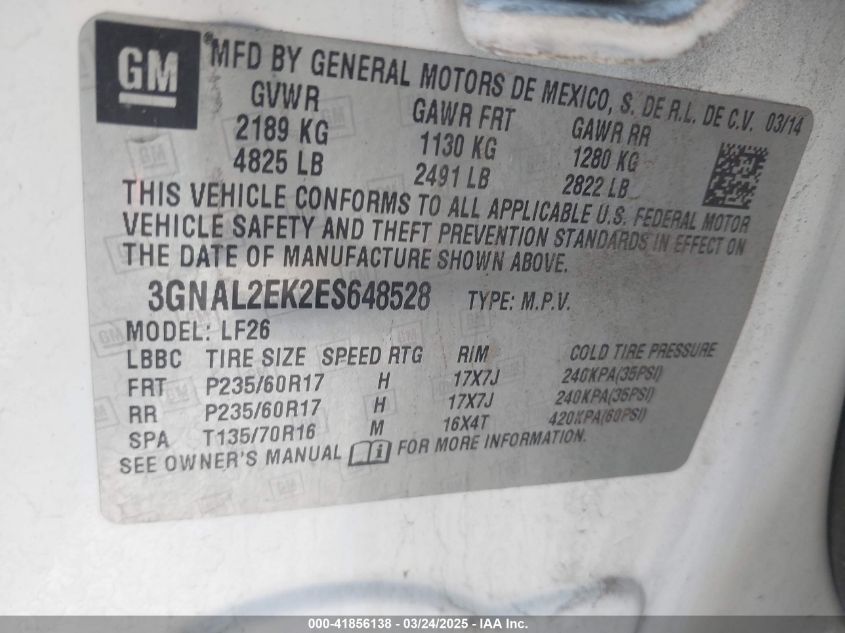 GM
® MFD BY GENERAL MOTORS DE MEXICO, S. DE R.L. DE C.V. 03/14
GVWR GAWR FRT GAWR RR
2189 KG 1130 KG 1280 KG
4825 LB 2491 LB 2822 LB
THIS VEHICLE CONFORMS TO ALL APPLICABLE U.S. FEDERAL MOTOR
VEHICLE SAFETY AND THEFT PREVENTION STANDARDS IN EFFECT ON
THE DATE OF MANUFACTURE SHOWN ABOVE.
3GNAL2EK2ES648528 TYPE: M.P.V.
MODEL: LF26
LBBC TIRE SIZE SPEED RTG RIM COLD TIRE PRESSURE
FRT P235/60R17 H 17X7J 240KPA(35PSI)
RR P235/60R17 H 17X7J 240KPA(35PSI)
SPA T135/70R16 M 16X4T 420KPA(60PSI)
SEE OWNER'S MANUAL FOR MORE INFORMATION.
000-41856138 - 03/24/2025 - IAA Inc.